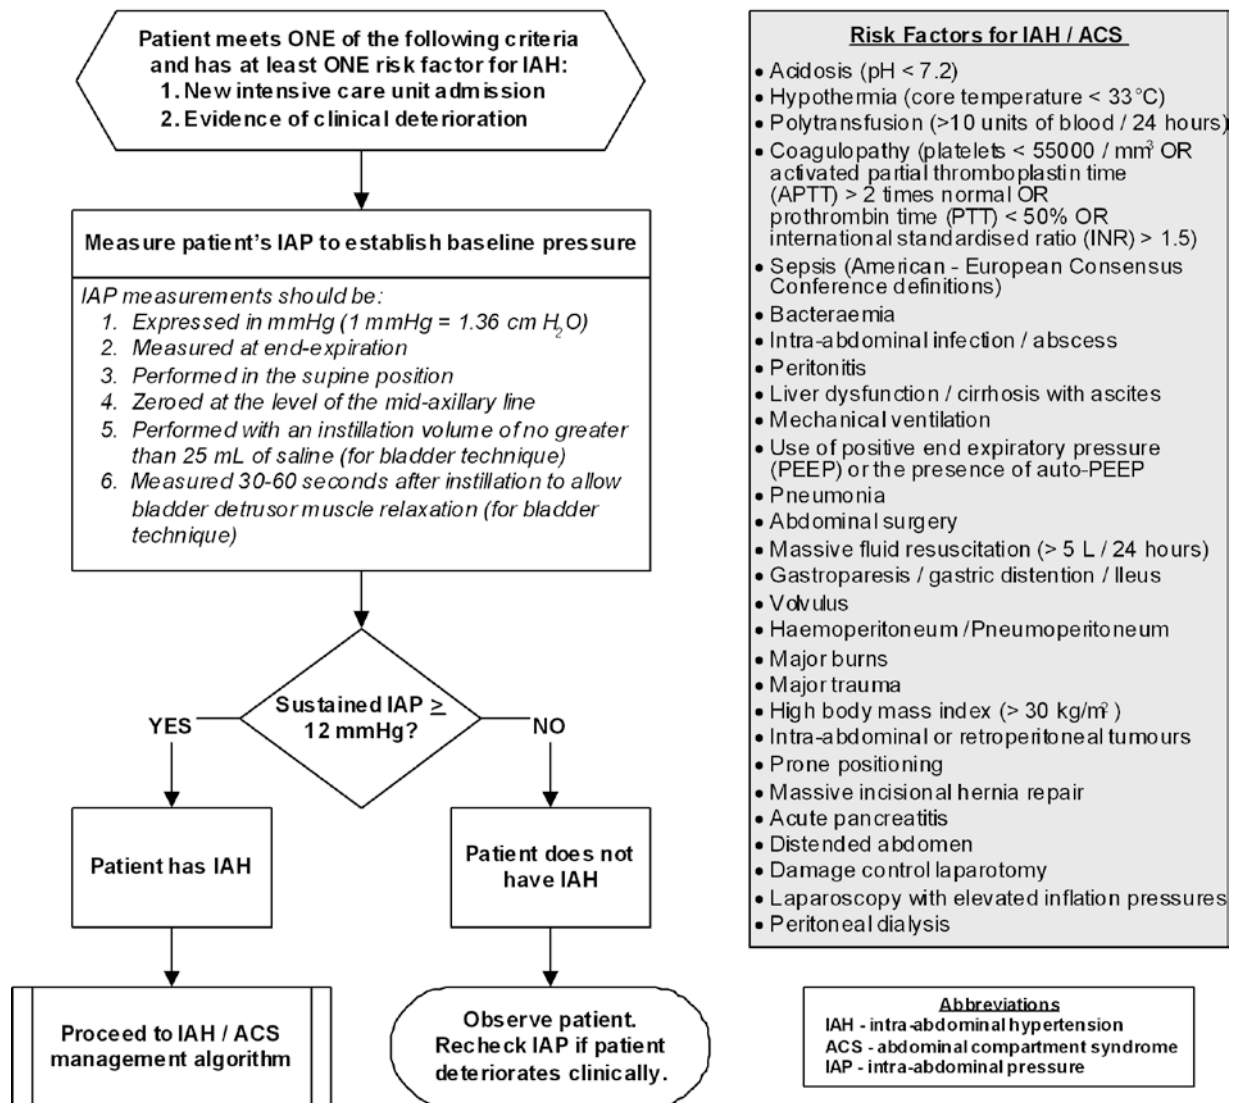 Patient meets ONE of the following criteria
and has at least ONE risk factor for IAH:
1. New intensive care unit admission
2. Evidence of clinical deterioration
Measure patient's IAP to establish baseline pressure
IAP measurements should be:
1. Expressed in mmHg (1 mmHg = 1.36 cm H₂O)
2. Measured at end-expiration
3. Performed in the supine position
4. Zeroed at the level of the mid-axillary line
5. Performed with an instillation volume of no greater
than 25 mL of saline (for bladder technique)
6. Measured 30-60 seconds after instillation to allow
bladder detrusor muscle relaxation (for bladder
technique)
Sustained IAP ≥
12 mmHg?
YES
NO
Patient has IAH
Patient does not
have IAH
Proceed to IAH / ACS
management algorithm
Observe patient.
Recheck IAP if patient
deteriorates clinically.
Risk Factors for IAH / ACS
• Acidosis (pH < 7.2)
• Hypothermia (core temperature < 33°C)
• Polytransfusion (>10 units of blood / 24 hours)
• Coagulopathy (platelets < 55000 / mm³ OR
activated partial thromboplastin time
(APTT) > 2 times normal OR
prothrombin time (PTT) < 50% OR
international standardised ratio (INR) > 1.5)
• Sepsis (American - European Consensus
Conference definitions)
• Bacteraemia
• Intra-abdominal infection / abscess
• Peritonitis
• Liver dysfunction / cirrhosis with ascites
• Mechanical ventilation
• Use of positive end expiratory pressure
(PEEP) or the presence of auto-PEEP
• Pneumonia
• Abdominal surgery
• Massive fluid resuscitation (> 5 L / 24 hours)
• Gastroparesis / gastric distention / Ileus
• Volvulus
• Haemoperitoneum /Pneumoperitoneum
• Major burns
• Major trauma
• High body mass index (> 30 kg/m²)
• Intra-abdominal or retroperitoneal tumours
• Prone positioning
• Massive incisional hernia repair
• Acute pancreatitis
• Distended abdomen
• Damage control laparotomy
• Laparoscopy with elevated inflation pressures
• Peritoneal dialysis
Abbreviations
IAH - intra-abdominal hypertension
ACS - abdominal compartment syndrome
IAP - intra-abdominal pressure